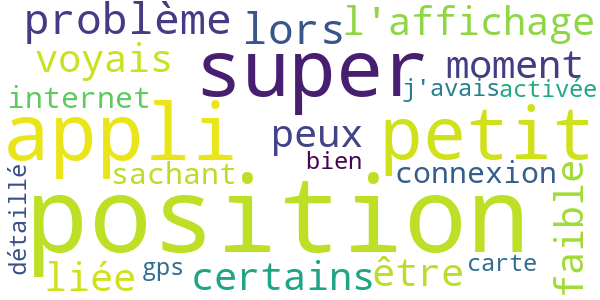 problème lors l'affichage
voyais super moment
internet j'avais activée
appli peux petit
sachant bien connexion
détaillé position faible
liée gps certains être carte